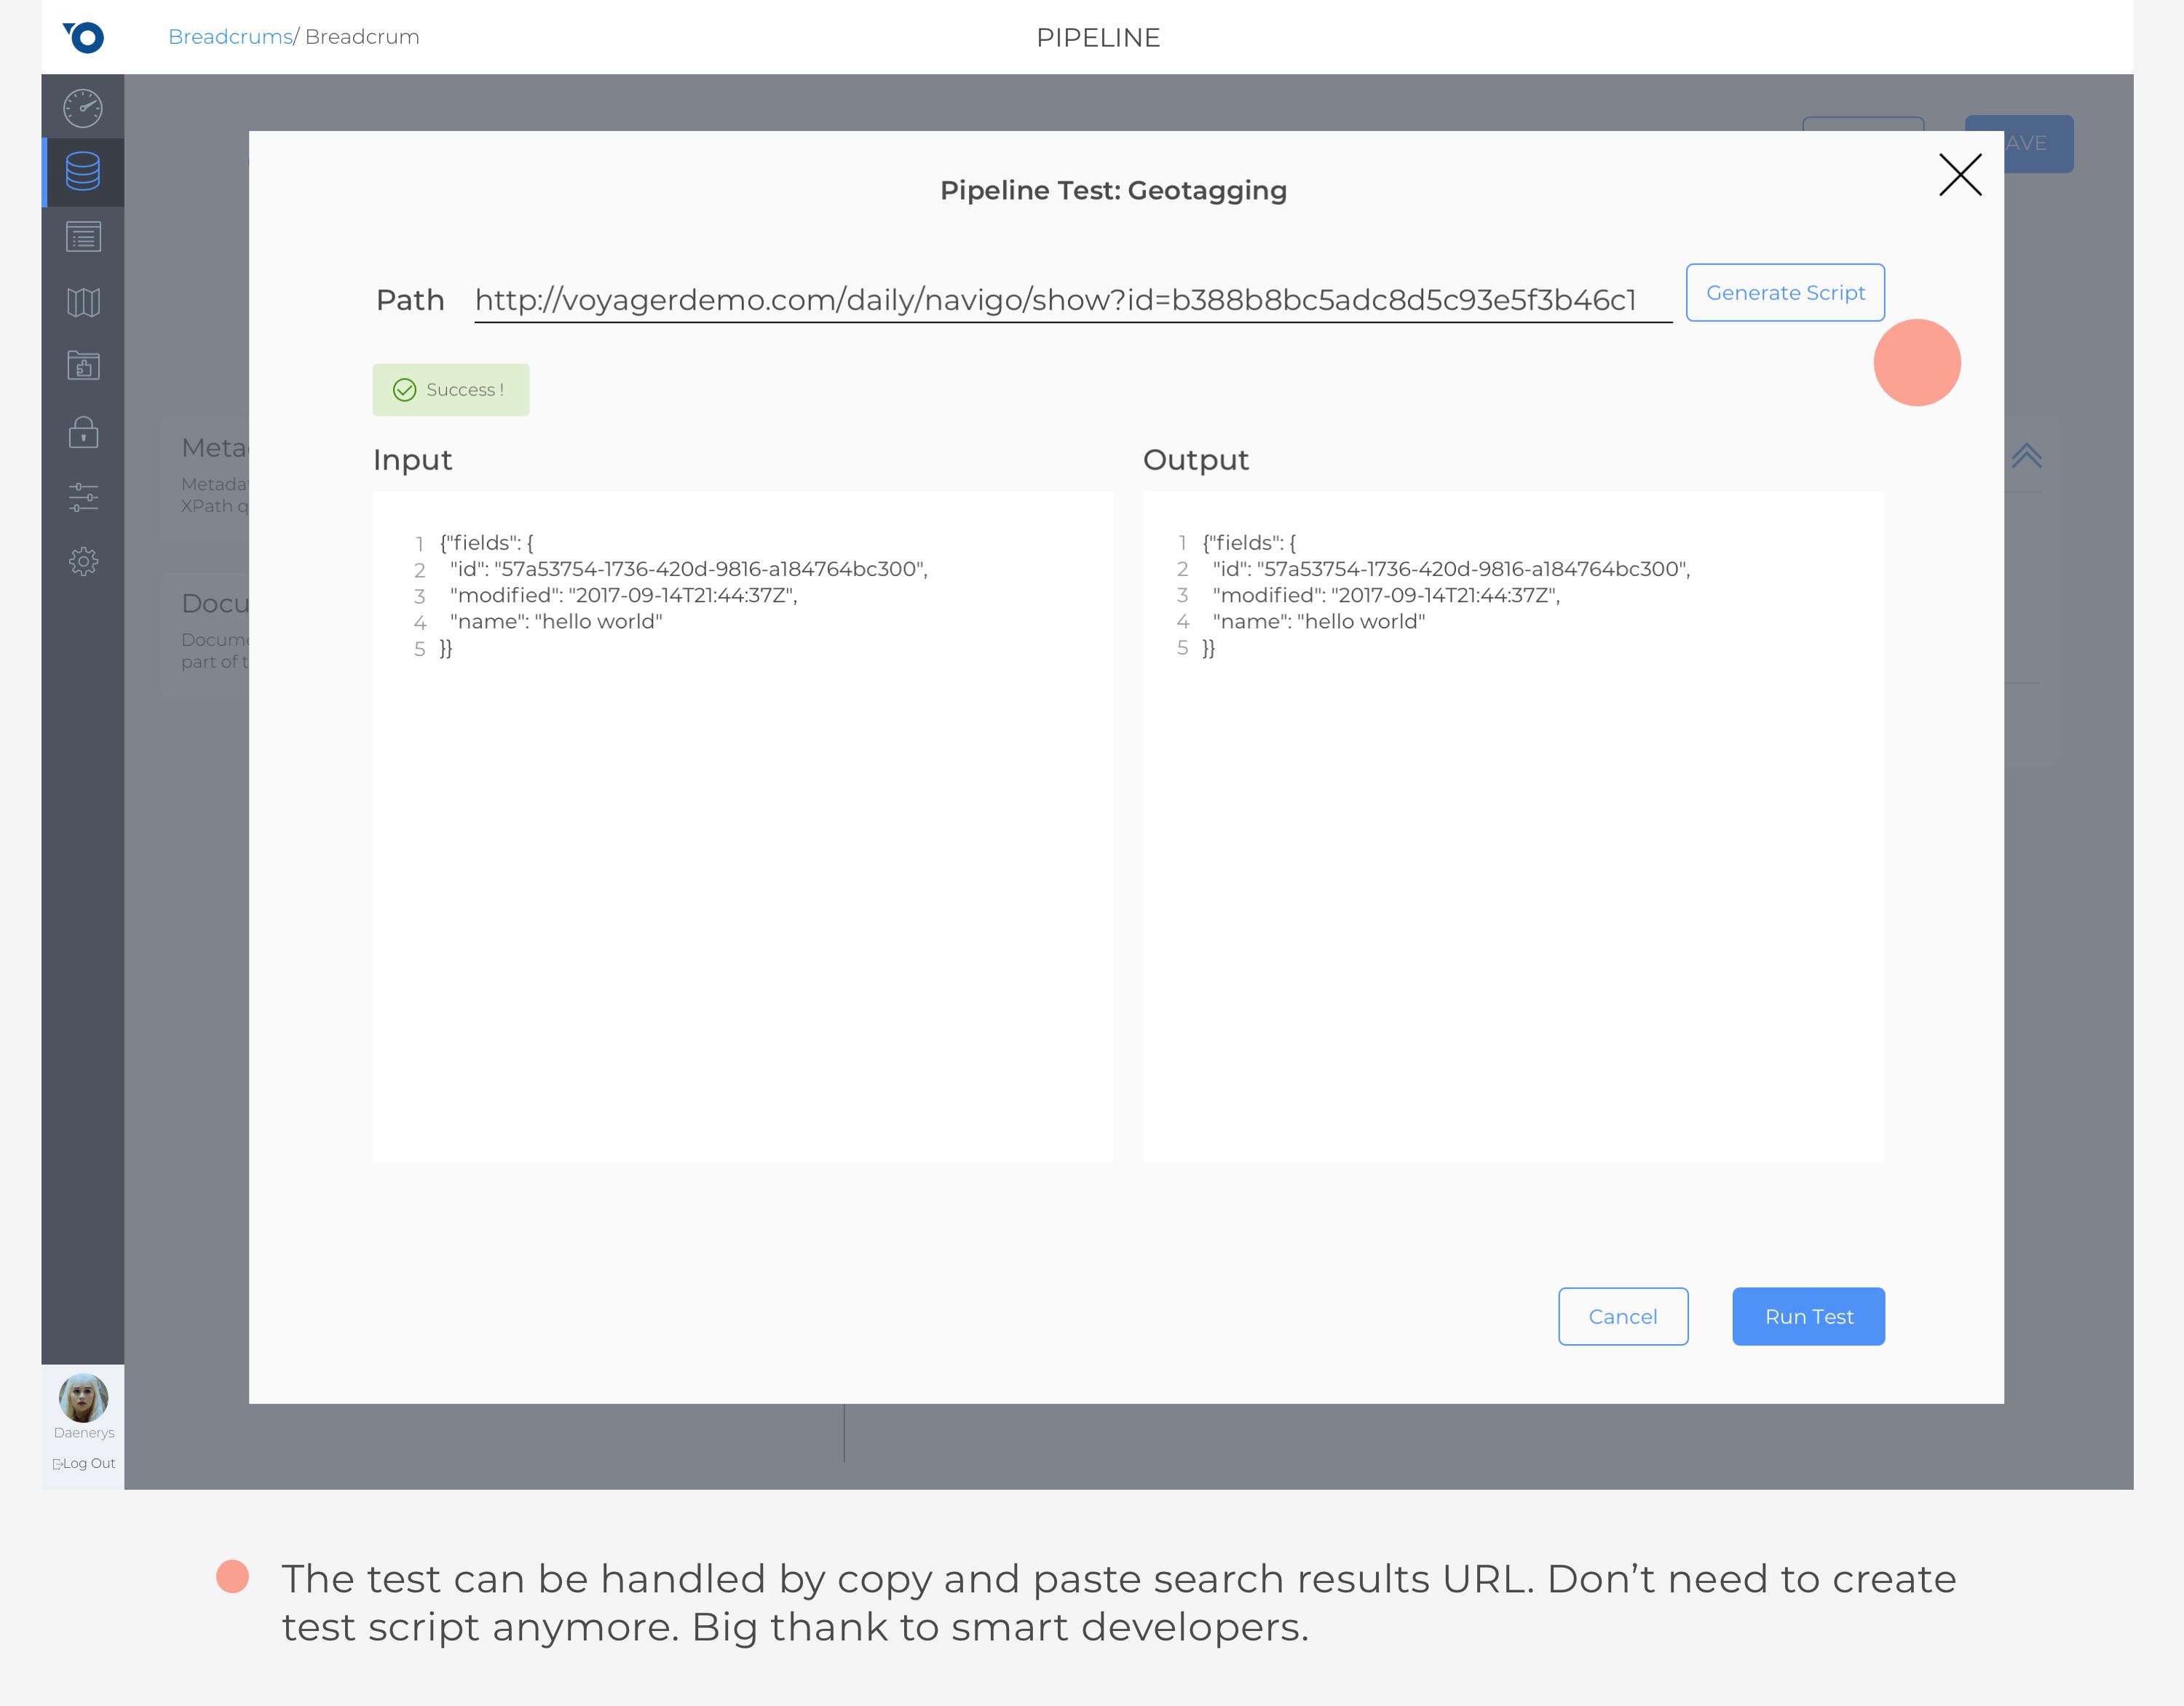 Breadcrums/ Breadcrum
PIPELINE
AVE
Pipeline Test: Geotagging
Path http://voyagerdemo.com/daily/navigo/show?id=b388b8bc5adc8d5c93e5f3b46c1
Generate Script
Success !
Input
1 {"fields": {
2 "id": "57a53754-1736-420d-9816-a184764bc300",
3 "modified": "2017-09-14T21:44:37Z",
4 "name": "hello world"
5 }}
Output
1 {"fields": {
2 "id": "57a53754-1736-420d-9816-a184764bc300",
3 "modified": "2017-09-14T21:44:37Z",
4 "name": "hello world"
5 }}
Meta
Metada
XPath q
Docu
Docume
part of t
Cancel
Run Test
Daenerys
Log Out
The test can be handled by copy and paste search results URL. Don’t need to create
test script anymore. Big thank to smart developers.